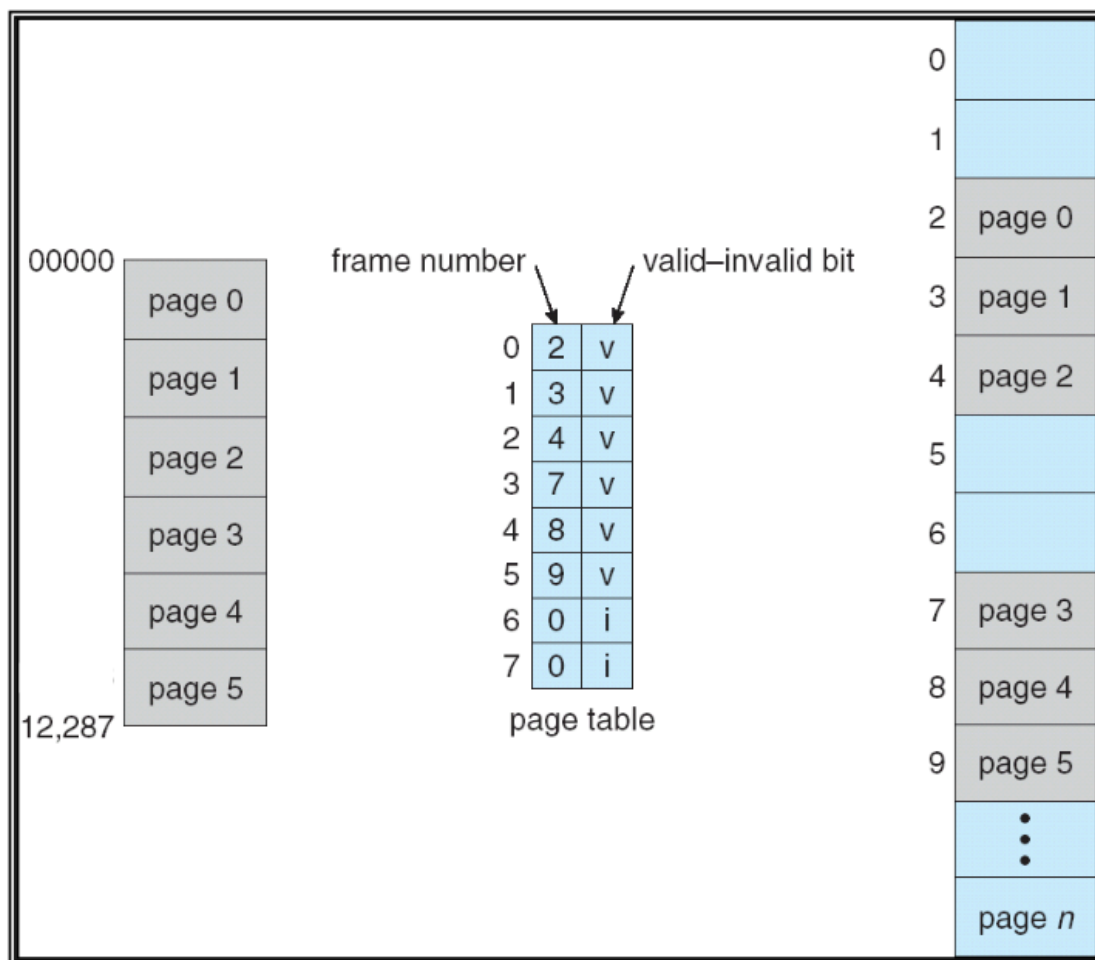 00000
page 0
page 1
page 2
page 3
page 4
page 5
12,287
frame number
valid–invalid bit
0 2 v
1 3 v
2 4 v
3 7 v
4 8 v
5 9 v
6 0 i
7 0 i
page table
0
1
2 page 0
3 page 1
4 page 2
5
6
7 page 3
8 page 4
9 page 5
page n